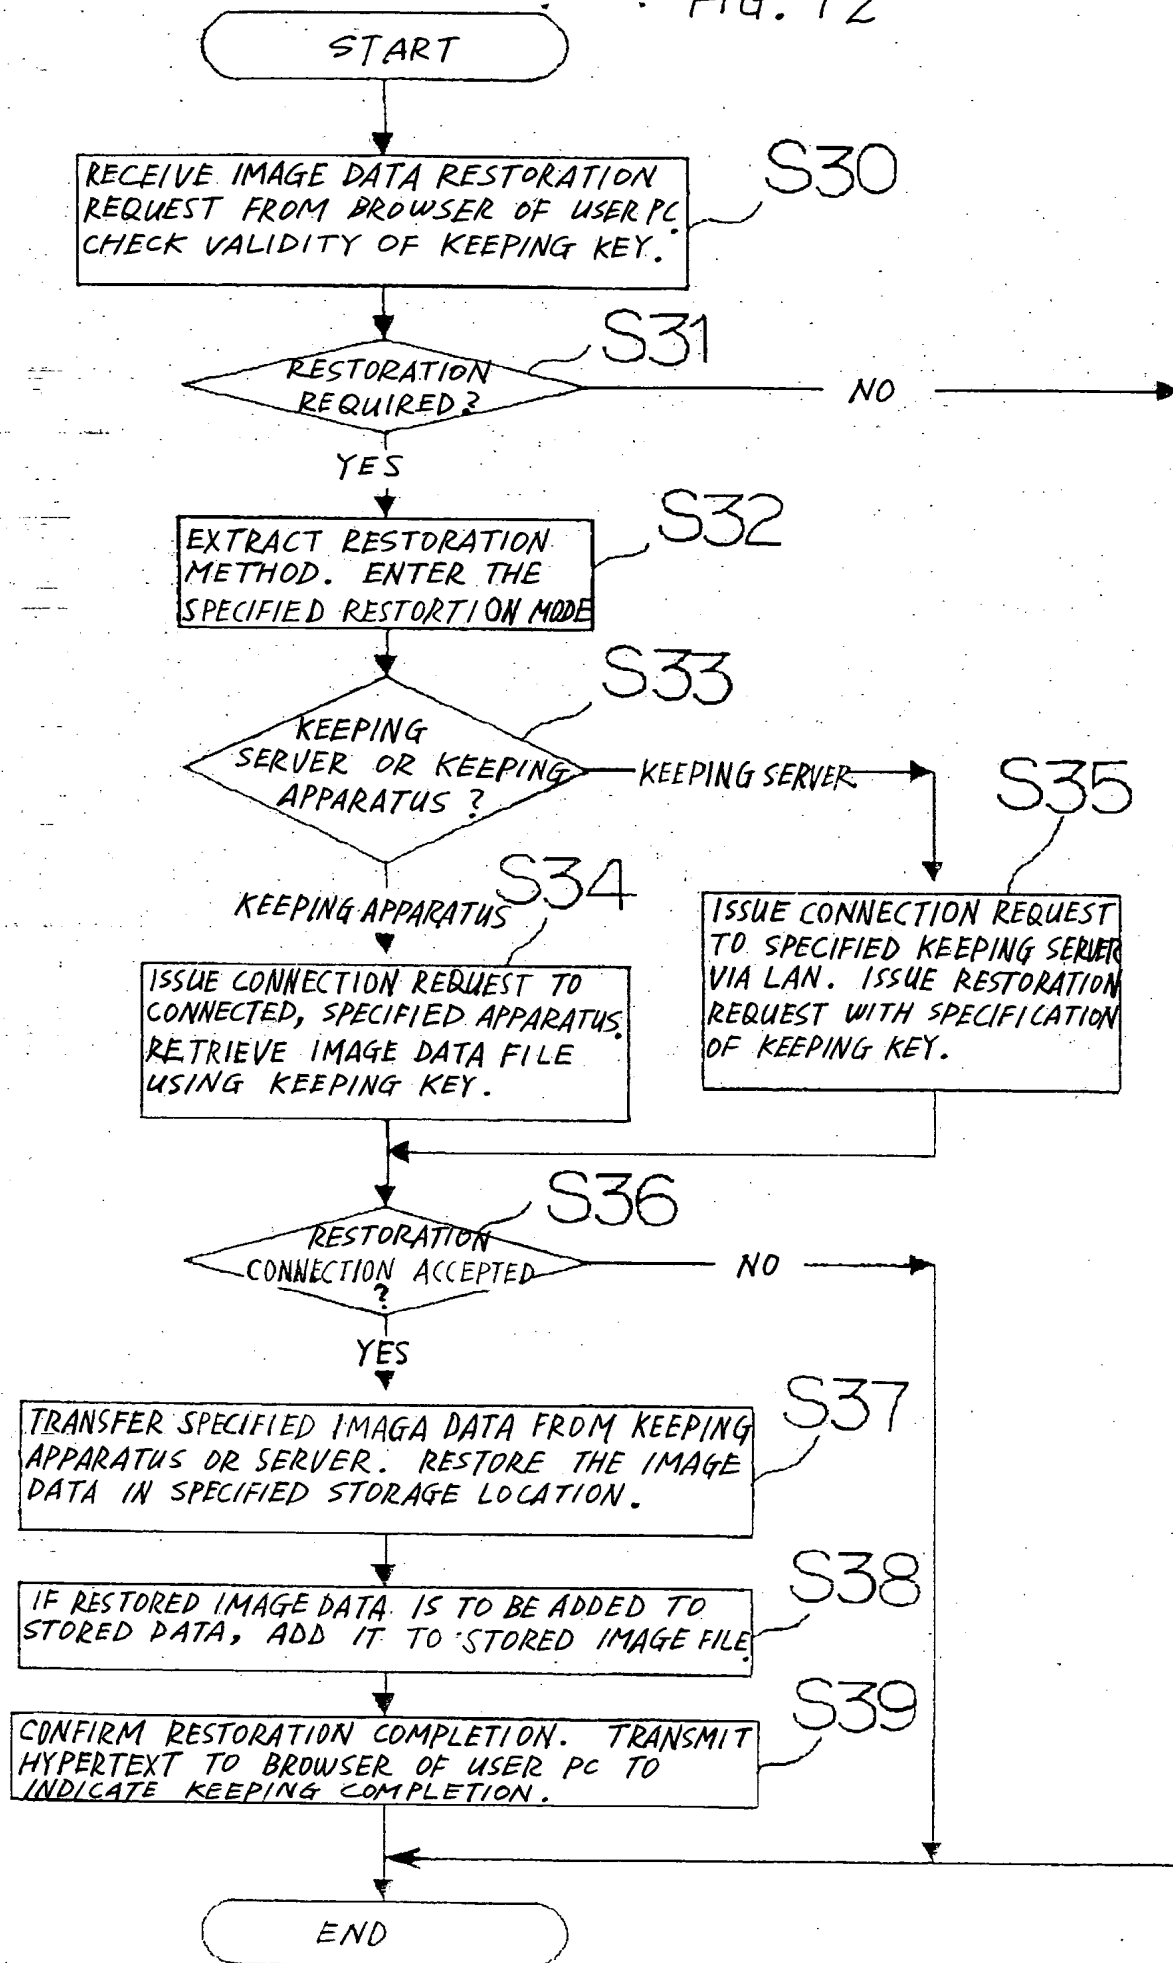 FIG. 12
START
RECEIVE IMAGE DATA RESTORATION
REQUEST FROM BROWSER OF USER PC.
CHECK VALIDITY OF KEEPING KEY.
S30
S31
RESTORATION
REQUIRED?
NO
YES
S32
EXTRACT RESTORATION
METHOD. ENTER THE
SPECIFIED RESTORTION MODE
S33
KEEPING
SERVER OR KEEPING
APPARATUS ?
KEEPING SERVER
S35
KEEPING APPARATUS
S34
ISSUE CONNECTION REQUEST TO
CONNECTED, SPECIFIED APPARATUS.
RETRIEVE IMAGE DATA FILE
USING KEEPING KEY.
ISSUE CONNECTION REQUEST
TO SPECIFIED KEEPING SERVER
VIA LAN. ISSUE RESTORATION
REQUEST WITH SPECIFICATION
OF KEEPING KEY.
S36
RESTORATION
CONNECTION ACCEPTED
?
NO
YES
S37
TRANSFER SPECIFIED IMAGA DATA FROM KEEPING
APPARATUS OR SERVER. RESTORE THE IMAGE
DATA IN SPECIFIED STORAGE LOCATION.
S38
IF RESTORED IMAGE DATA IS TO BE ADDED TO
STORED DATA, ADD IT TO STORED IMAGE FILE.
S39
CONFIRM RESTORATION COMPLETION. TRANSMIT
HYPERTEXT TO BROWSER OF USER PC TO
INDICATE KEEPING COMPLETION.
END